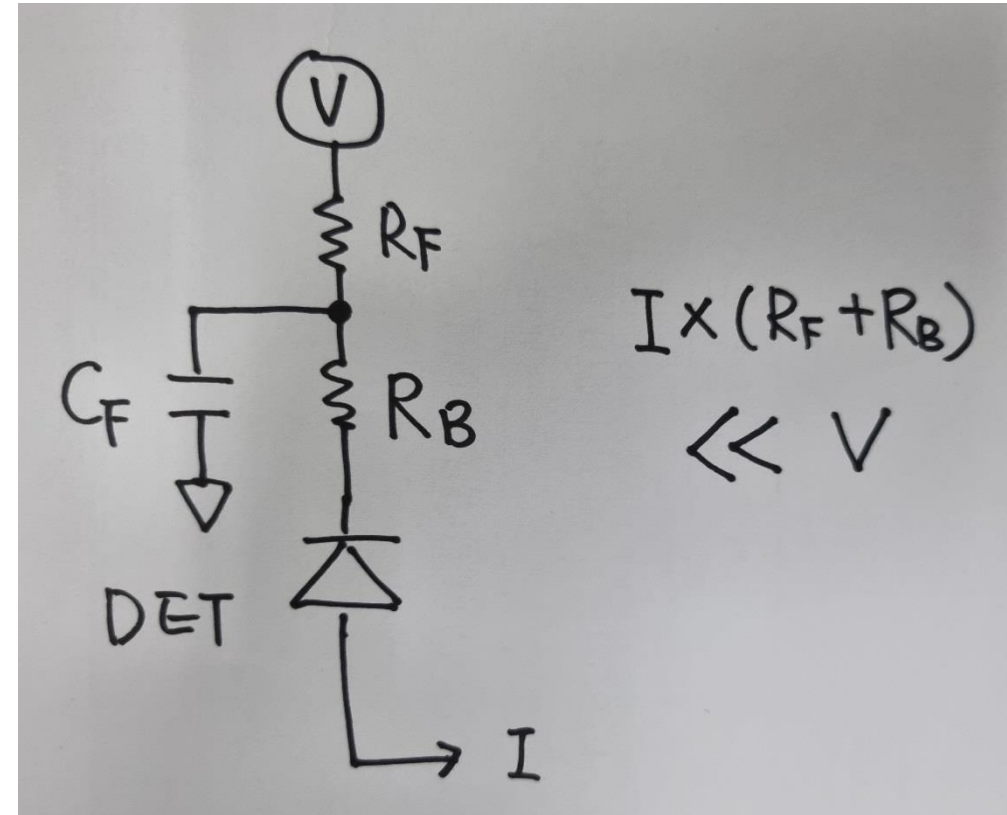 V
RF
CF
RB
DET
I
I × (RF + RB)
<< V